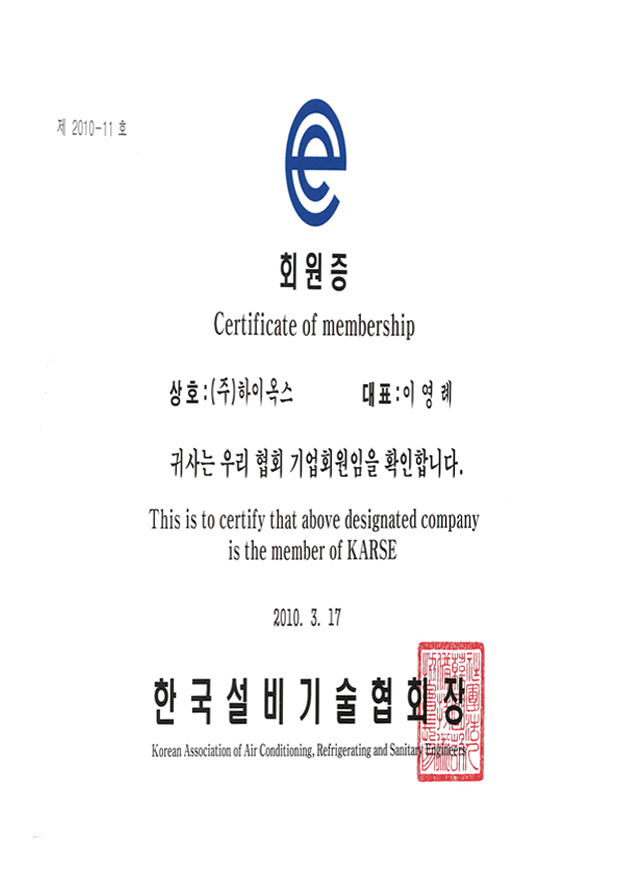 제 2010-11 호
회원증
Certificate of membership
상호:(주)하이옥스 대표:이영례
귀사는 우리 협회 기업회원임을 확인합니다.
This is to certify that above designated company
is the member of KARSE
2010. 3. 17
한국설비기술협회장
Korean Association of Air Conditioning, Refrigerating and Sanitary Engineers